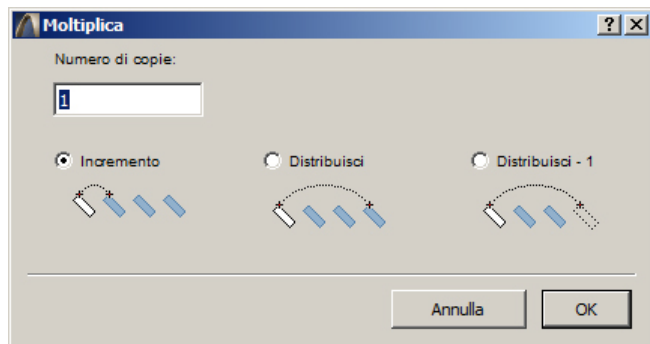 Moltiplica
Numero di copie:
1
Incremento
Distribuisci
Distribuisci - 1
Annulla
OK